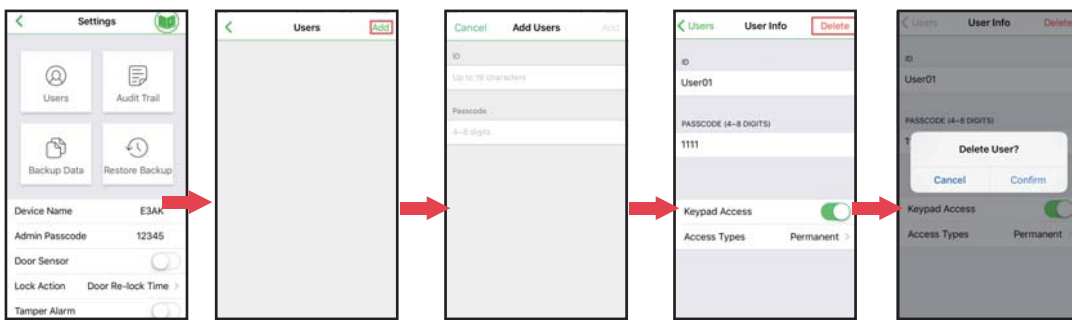 Settings
Users
Audit Trail
Backup Data
Restore Backup
Device Name E3AK
Admin Passcode 12345
Door Sensor
Lock Action Door Re-lock Time
Tamper Alarm
Users Add
Cancel Add Users Add
ID
Up to 16 characters
Passcode
4~8 digits
Users User Info Delete
ID
User01
PASSCODE (4~8 DIGITS)
1111
Keypad Access
Access Types Permanent
Users User Info Delete
ID
User01
PASSCODE (4~8 DIGITS)
Delete User?
Cancel Confirm
Keypad Access
Access Types Permanent